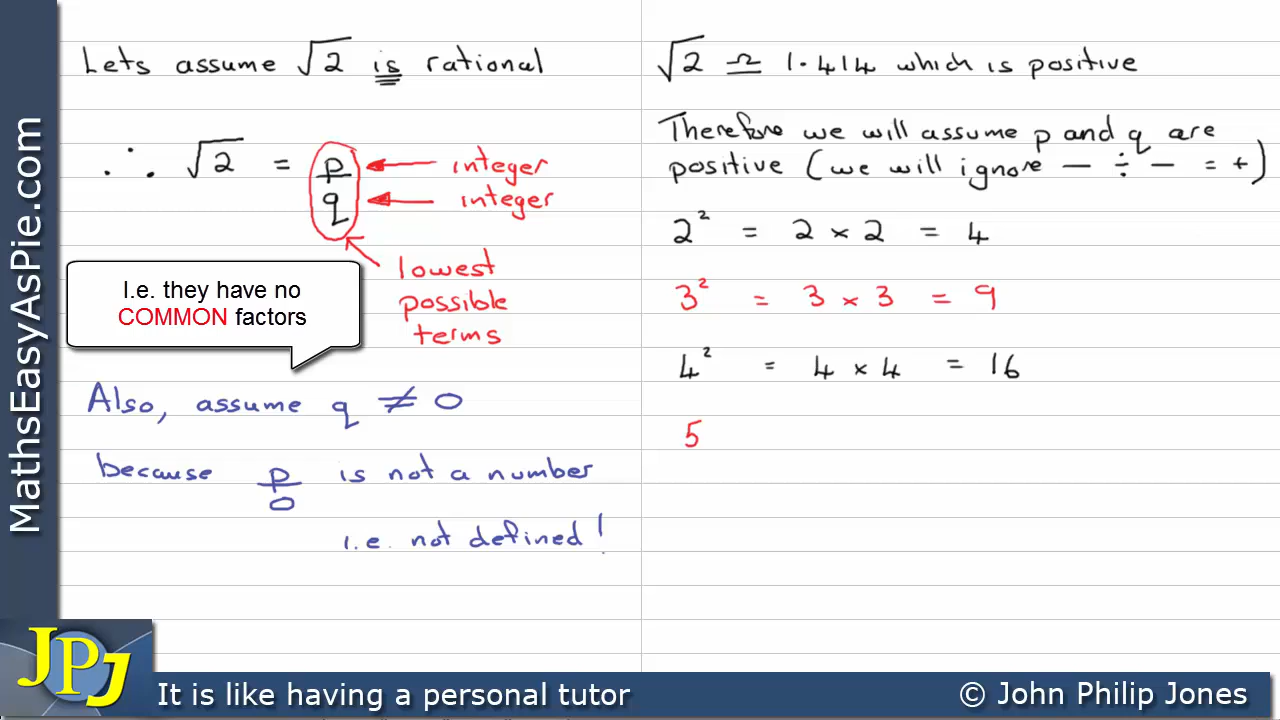 MathsEasyAsPie.com
Lets assume √2 is rational
∴ √2 = p/q
integer
integer
lowest
possible
terms
I.e. they have no
COMMON factors
Also, assume q ≠ 0
because p/0 is not a number
i.e. not defined!
√2 ≏ 1.414 which is positive
Therefore we will assume p and q are
positive (we will ignore — ÷ — = +)
2² = 2 × 2 = 4
3² = 3 × 3 = 9
4² = 4 × 4 = 16
5
JPJ
It is like having a personal tutor
© John Philip Jones